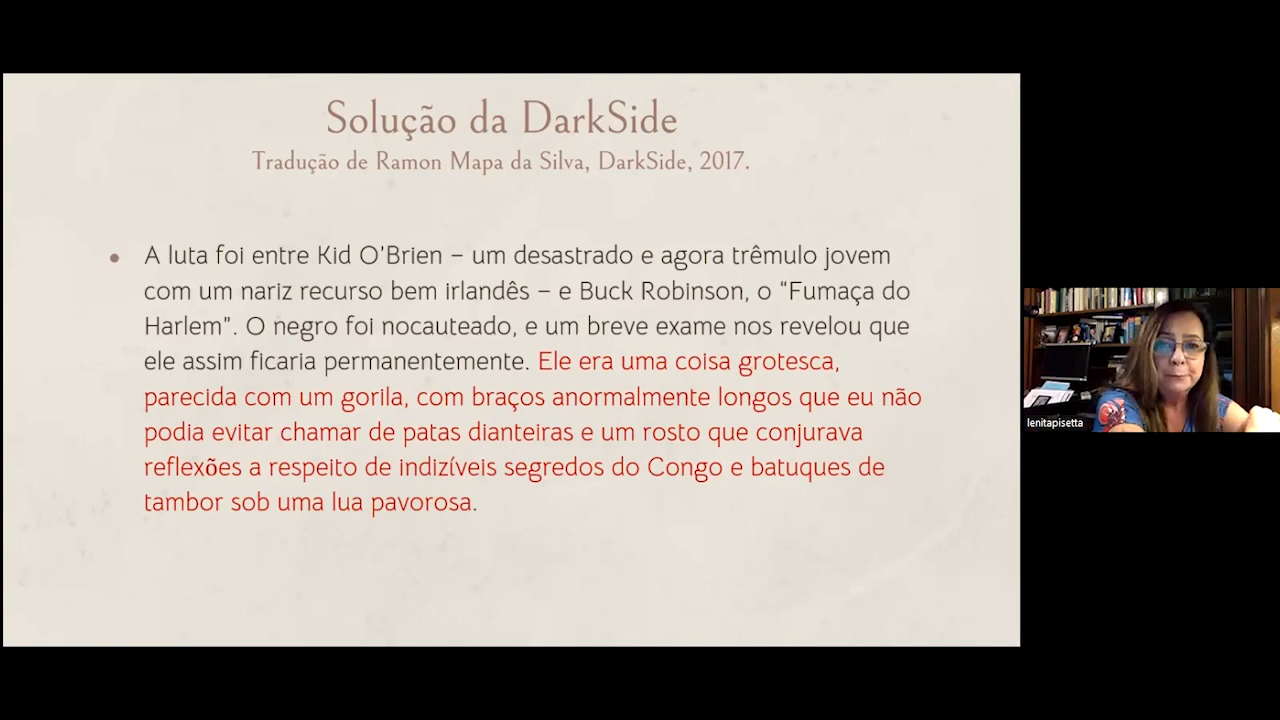 Solução da DarkSide
Tradução de Ramon Mapa da Silva, DarkSide, 2017.
• A luta foi entre Kid O'Brien – um desastrado e agora trêmulo jovem
com um nariz recurso bem irlandês – e Buck Robinson, o “Fumaça do
Harlem”. O negro foi nocauteado, e um breve exame nos revelou que
ele assim ficaria permanentemente. Ele era uma coisa grotesca,
parecida com um gorila, com braços anormalmente longos que eu não
podia evitar chamar de patas dianteiras e um rosto que conjurava
reflexões a respeito de indizíveis segredos do Congo e batuques de
tambor sob uma lua pavorosa.
lenitapisetta